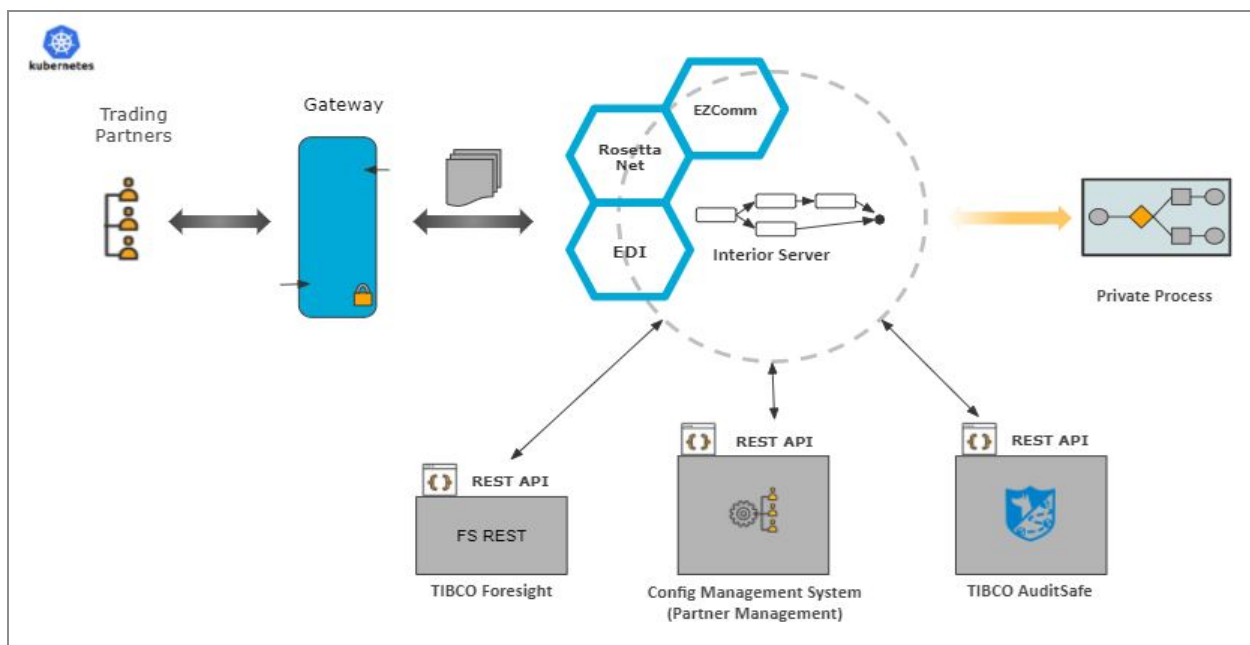 kubernetes
Trading
Partners
Gateway
EZComm
Rosetta
Net
EDI
Interior Server
Private Process
REST API
FS REST
TIBCO Foresight
REST API
Config Management System
(Partner Management)
REST API
TIBCO AuditSafe